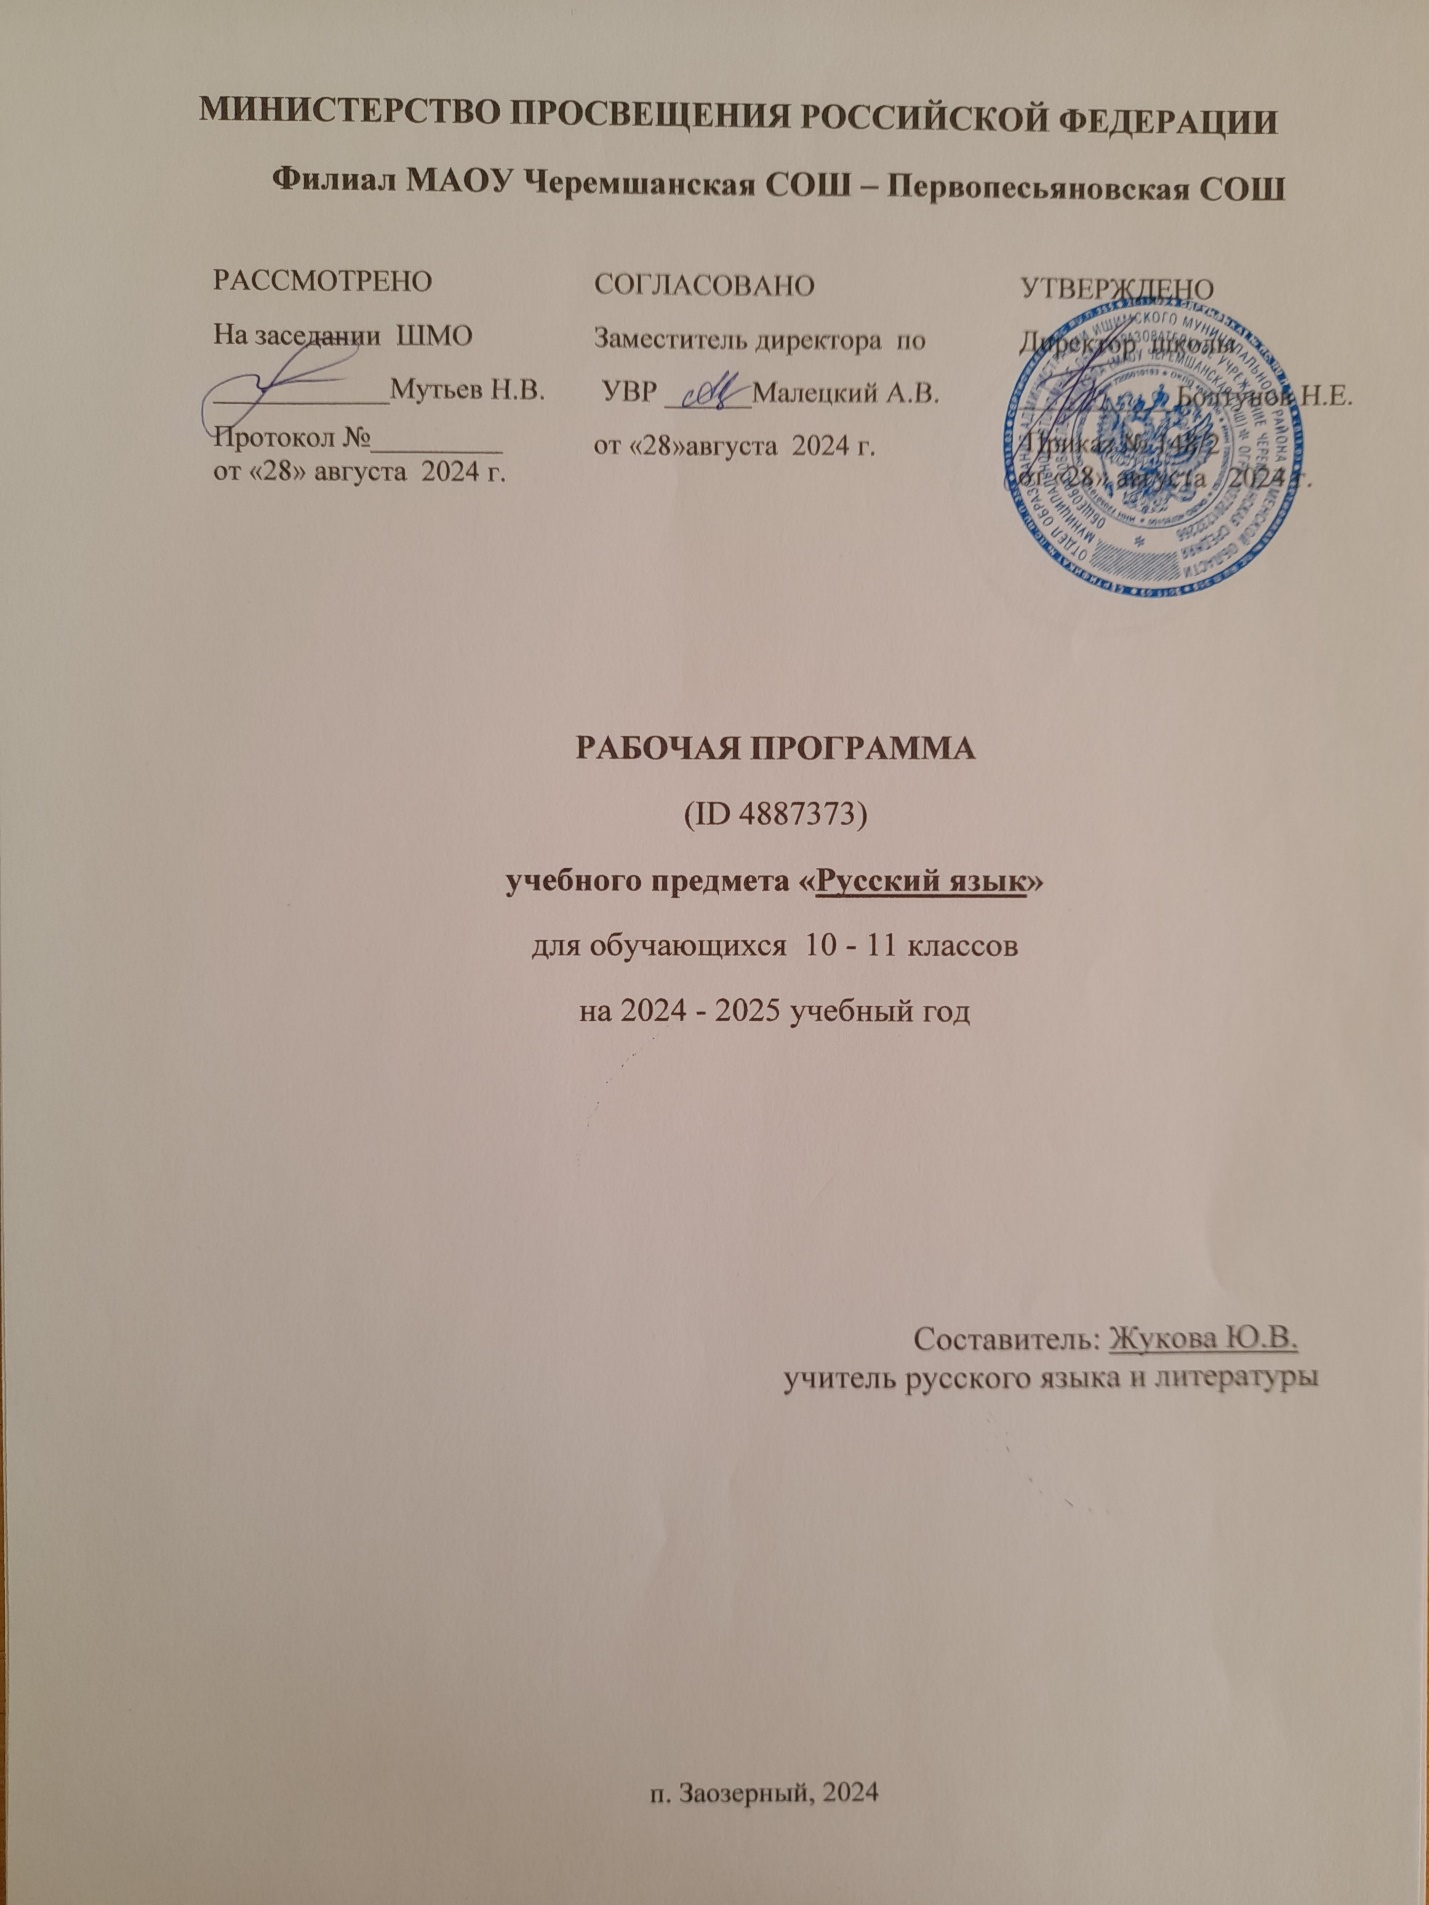 МИНИСТЕРСТВО ПРОСВЕЩЕНИЯ РОССИЙСКОЙ ФЕДЕРАЦИИ
Филиал МАОУ Черемшанская СОШ – Первопесьяновская СОШ
РАССМОТРЕНО
На заседании ШМО
____________Мутьев Н.В.
Протокол №_________
от «28» августа 2024 г.
СОГЛАСОВАНО
Заместитель директора по
УВР ______Малецкий А.В.
от «28»августа 2024 г.
УТВЕРЖДЕНО
Директор школы
Болтунов Н.Е.
Приказ №
от «28» августа 2024 г.
РАБОЧАЯ ПРОГРАММА
(ID 4887373)
учебного предмета «Русский язык»
для обучающихся 10 - 11 классов
на 2024 - 2025 учебный год
Составитель: Жукова Ю.В.
учитель русского языка и литературы
п. Заозерный, 2024